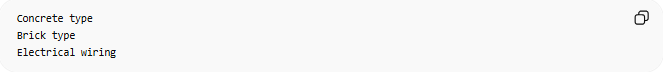 Concrete type
Brick type
Electrical wiring